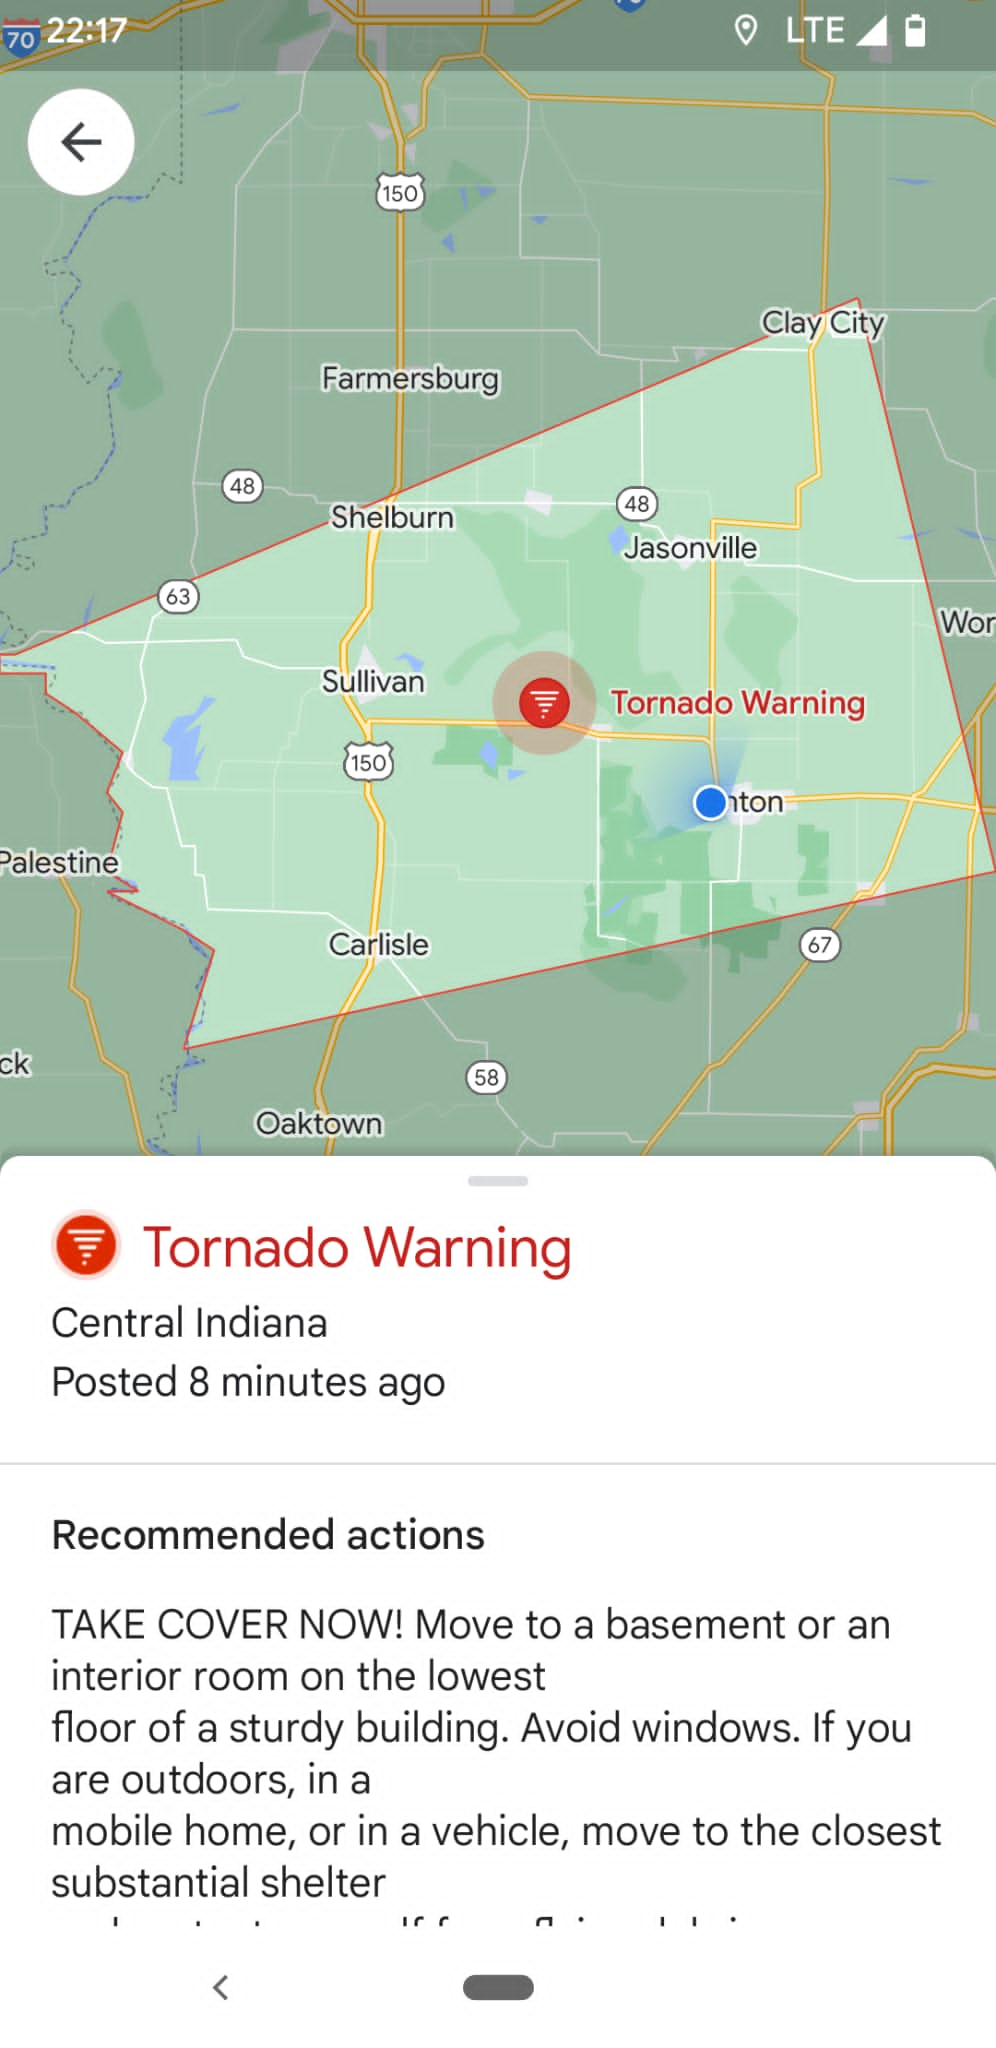 70 22:17
LTE
150
Clay City
Farmersburg
48
48
Shelburn
Jasonville
63
Wor
Sullivan
Tornado Warning
150
nton
Palestine
Carlisle
67
ck
58
Oaktown
Tornado Warning
Central Indiana
Posted 8 minutes ago
Recommended actions
TAKE COVER NOW! Move to a basement or an
interior room on the lowest
floor of a sturdy building. Avoid windows. If you
are outdoors, in a
mobile home, or in a vehicle, move to the closest
substantial shelter